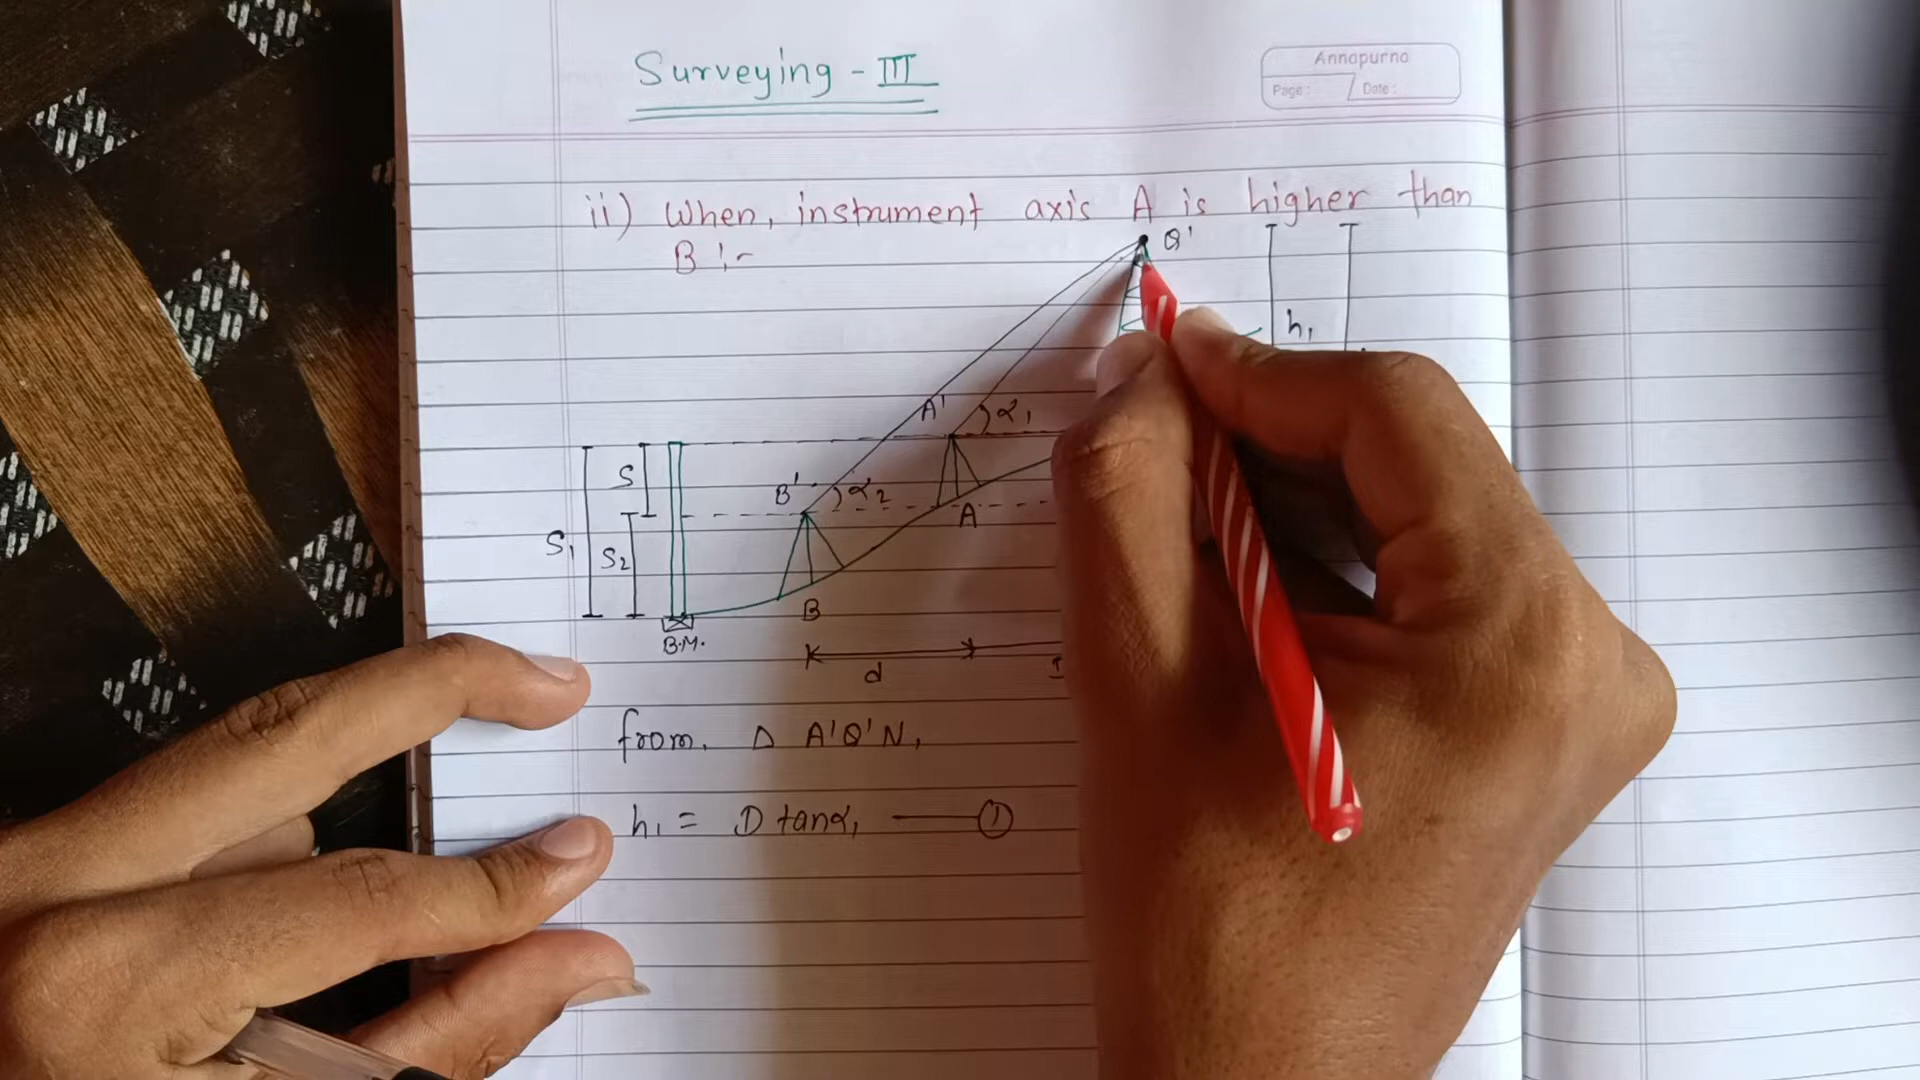 Surveying - III
Annapurna
Page: Date:
ii) When, instrument axis A is higher than
B :-
Q'
h₁
A'
α₁
S
B'
α₂
A
S₁
S₂
B
B.M.
d
from. Δ A'Q'N,
h₁ = D tanα₁ —— ①